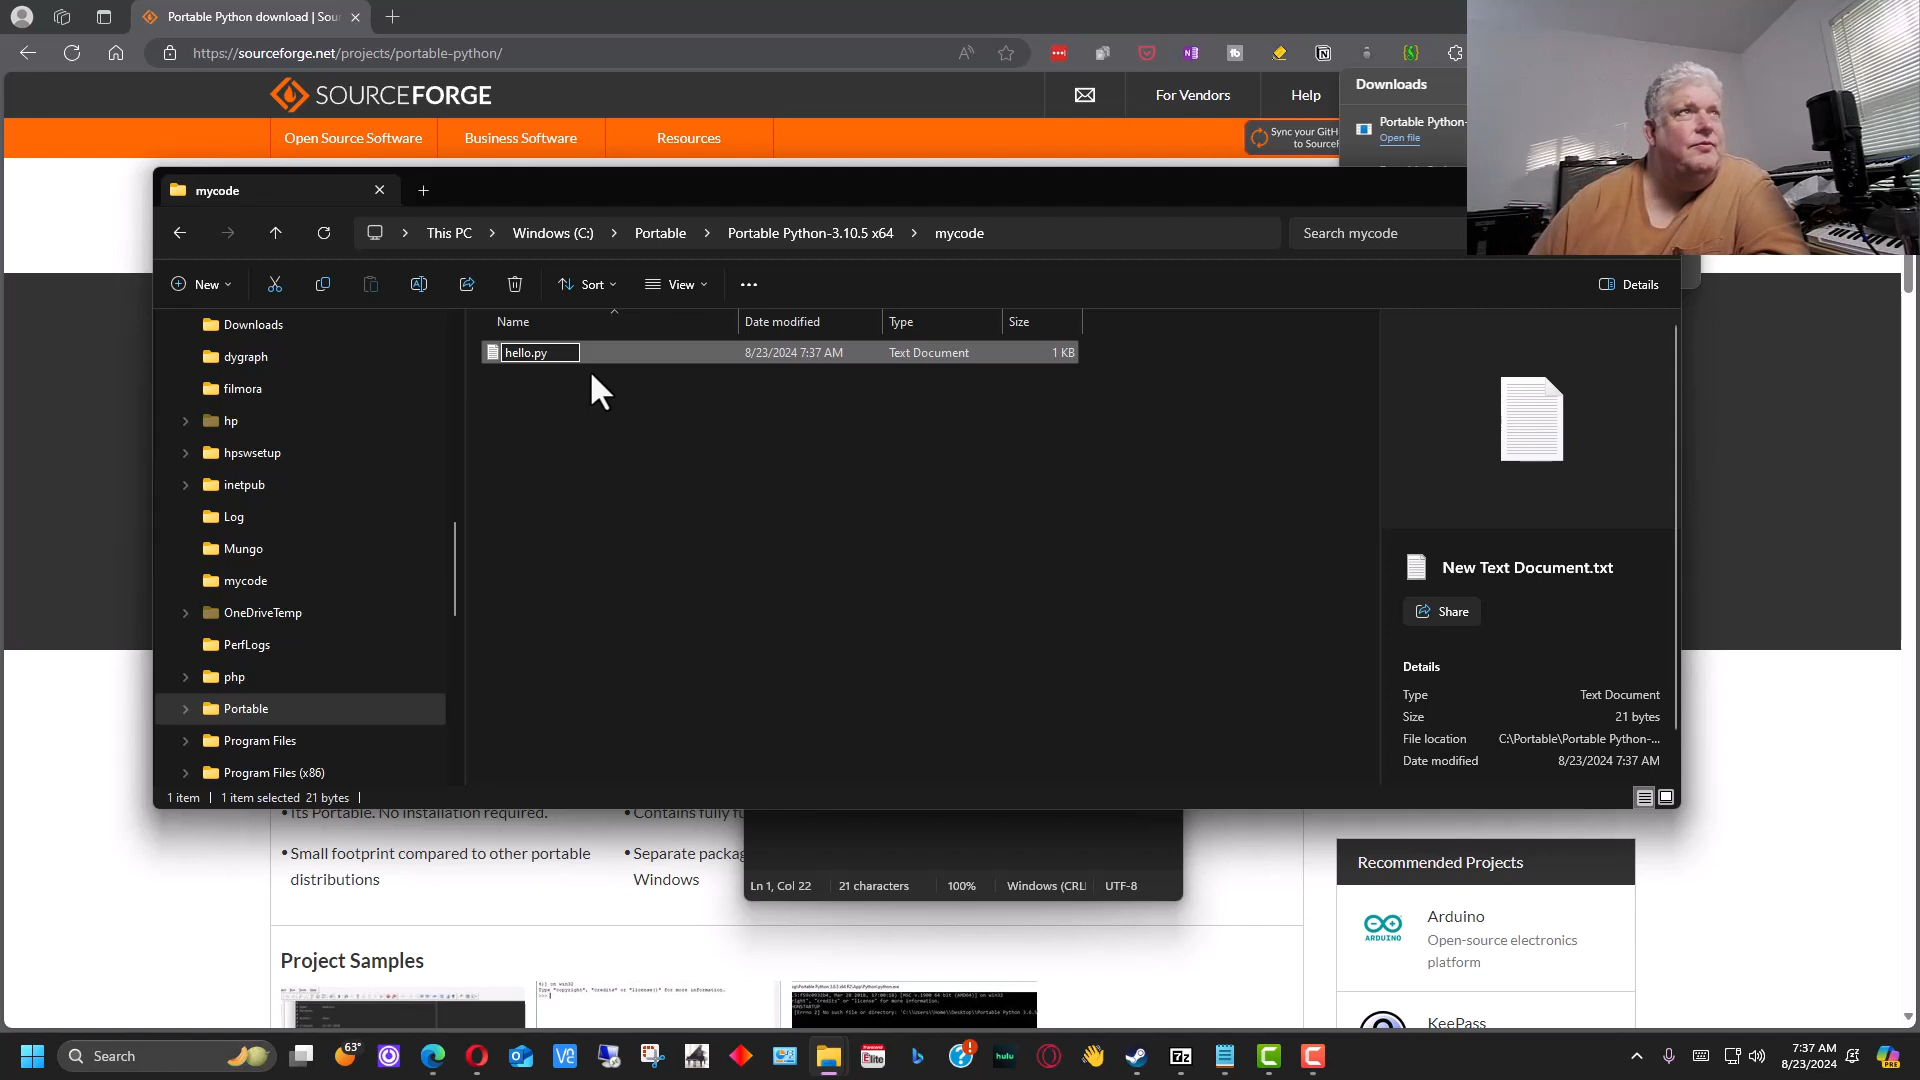 Portable Python download | Sou
https://sourceforge.net/projects/portable-python/
SOURCEFORGE
For Vendors
Help
Downloads
Portable Python-
Open file
Open Source Software
Business Software
Resources
Sync your GitH
to SourceF
mycode
This PC
Windows (C:)
Portable
Portable Python-3.10.5 x64
mycode
Search mycode
New
Sort
View
Details
Name
Date modified
Type
Size
hello.py
8/23/2024 7:37 AM
Text Document
1 KB
Downloads
dygraph
filmora
hp
hpswsetup
inetpub
Log
Mungo
mycode
OneDriveTemp
PerfLogs
php
Portable
Program Files
Program Files (x86)
New Text Document.txt
Share
Details
Type
Text Document
Size
21 bytes
File location
C:\Portable\Portable Python-...
Date modified
8/23/2024 7:37 AM
1 item
1 item selected 21 bytes
Its Portable. No installation required.
Contains fully fu
Small footprint compared to other portable
distributions
Separate packag
Windows
Ln 1, Col 22
21 characters
100%
Windows (CRL
UTF-8
Recommended Projects
Arduino
Open-source electronics
platform
KeePass
Project Samples
Search
63°
hulu
Elite
7:37 AM
8/23/2024